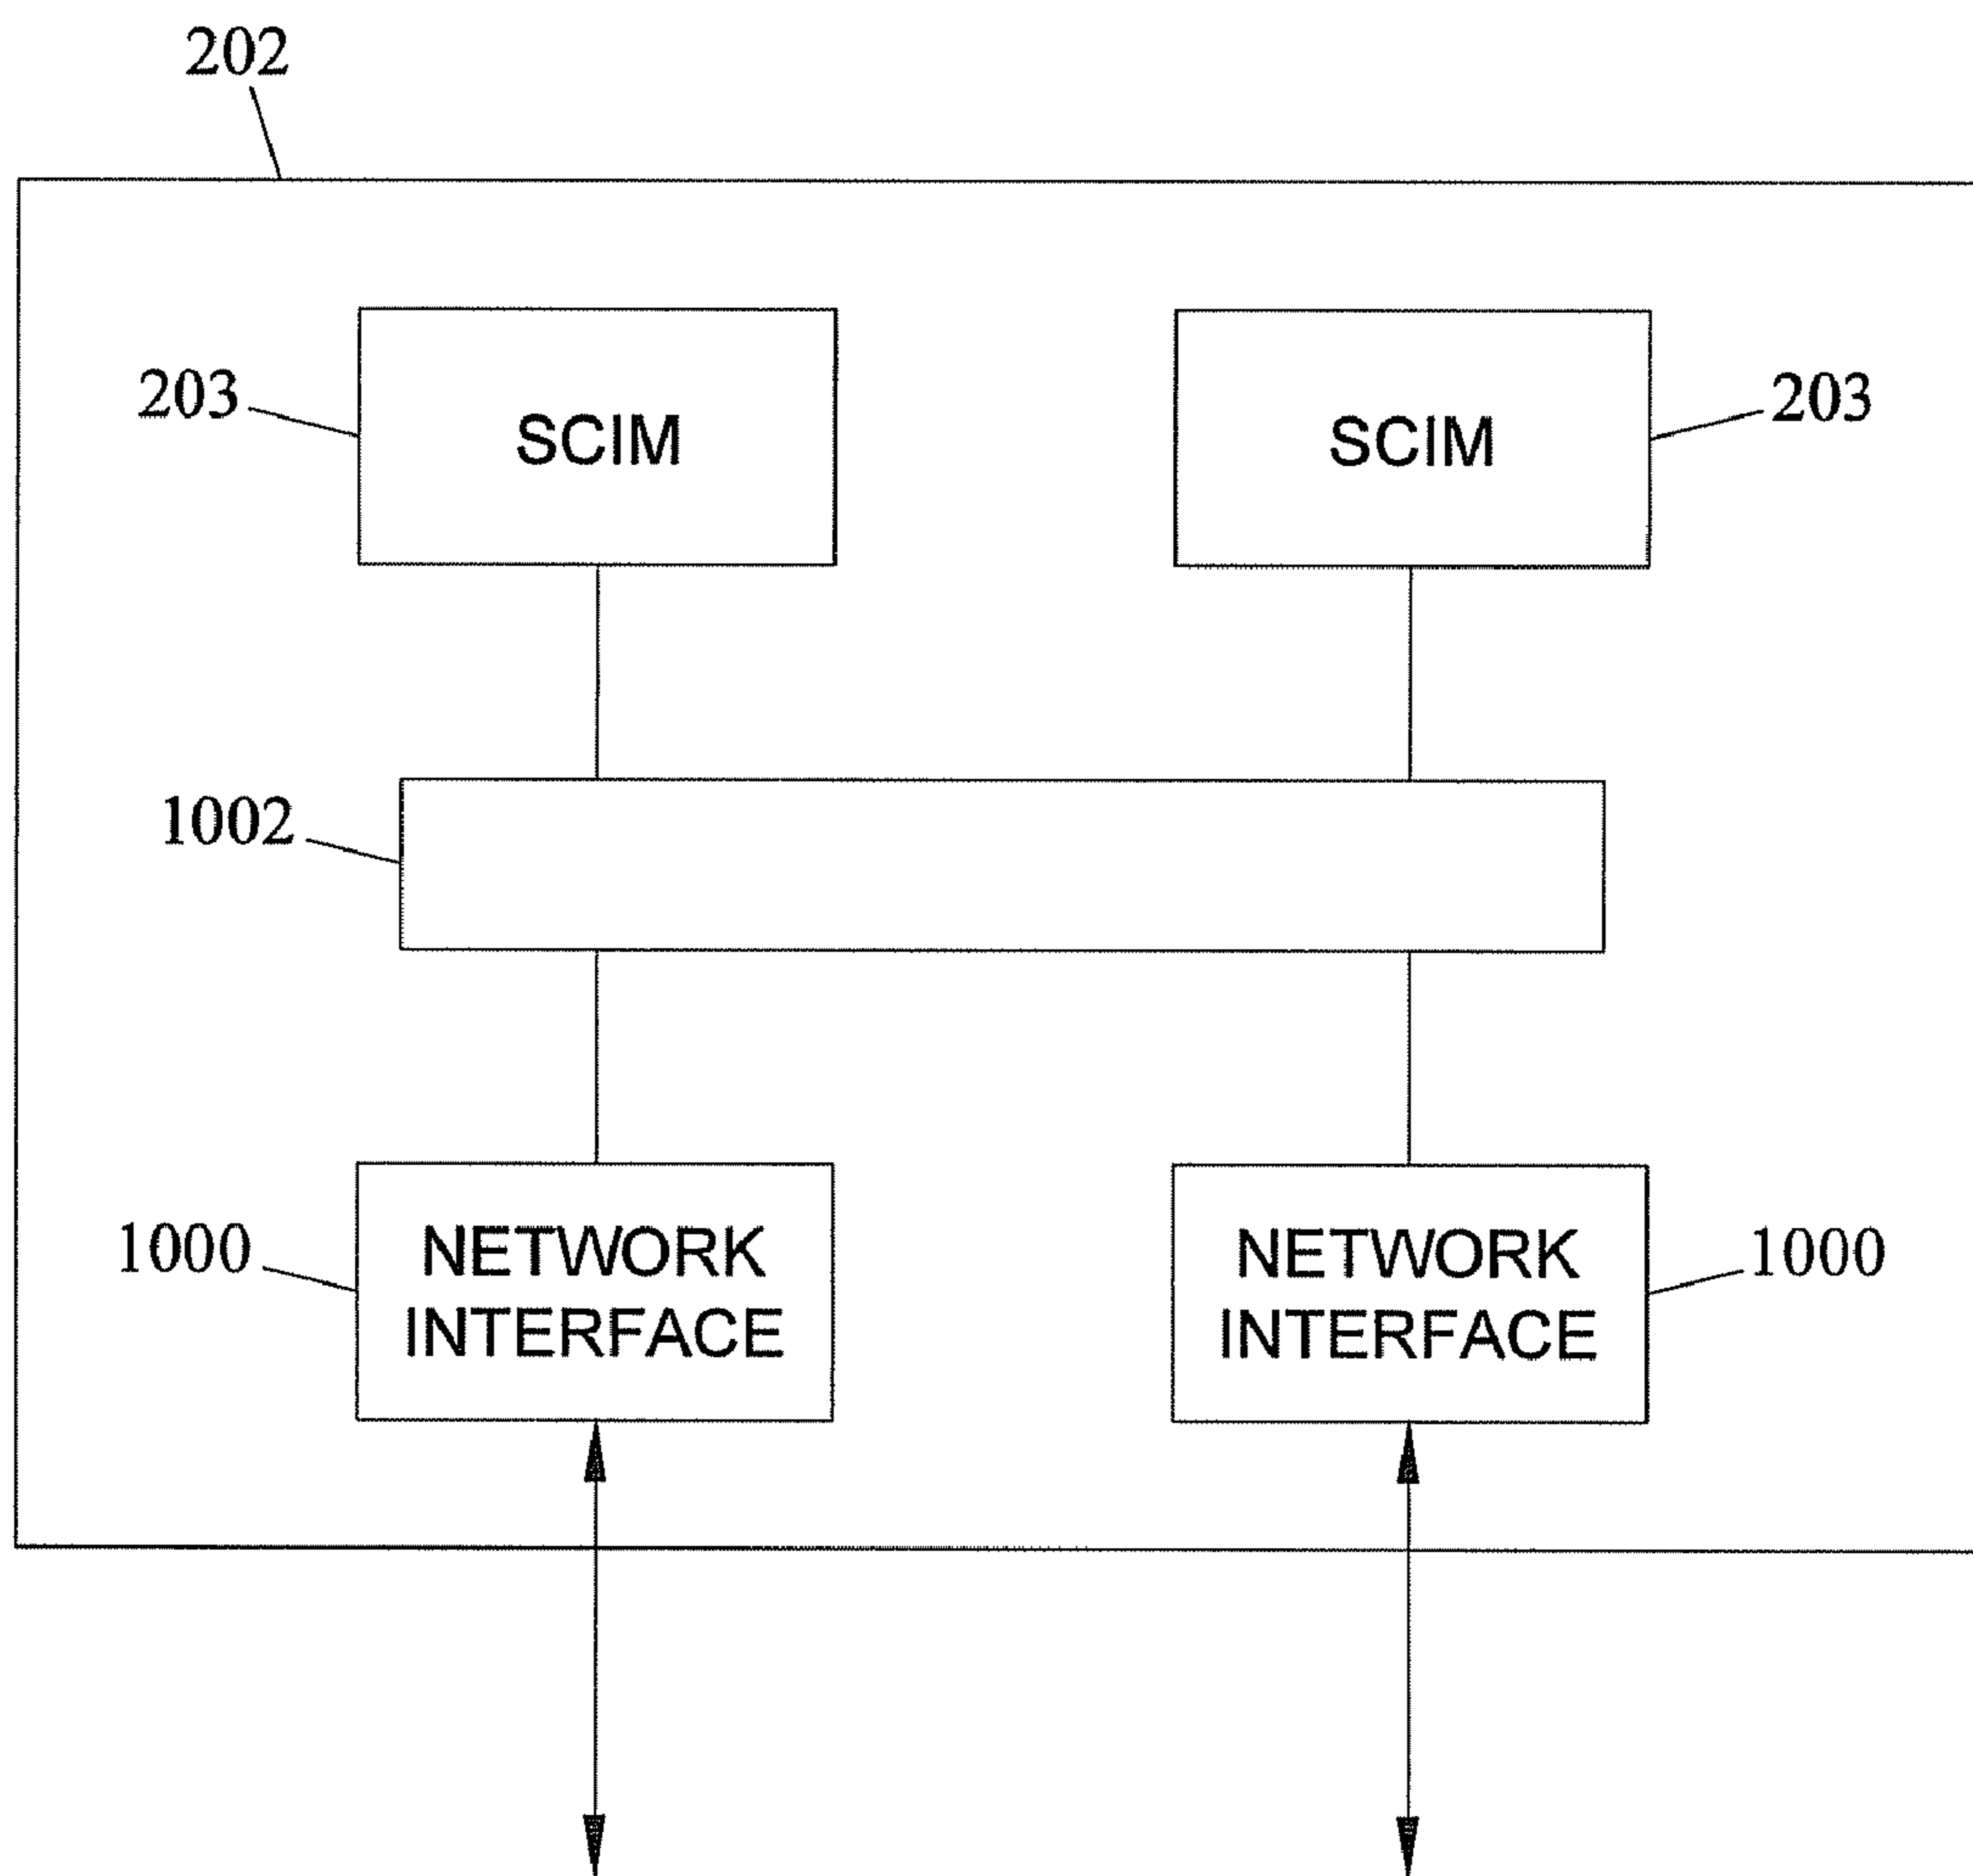 202
203
SCIM
SCIM
203
1002
1000
NETWORK
INTERFACE
NETWORK
INTERFACE
1000